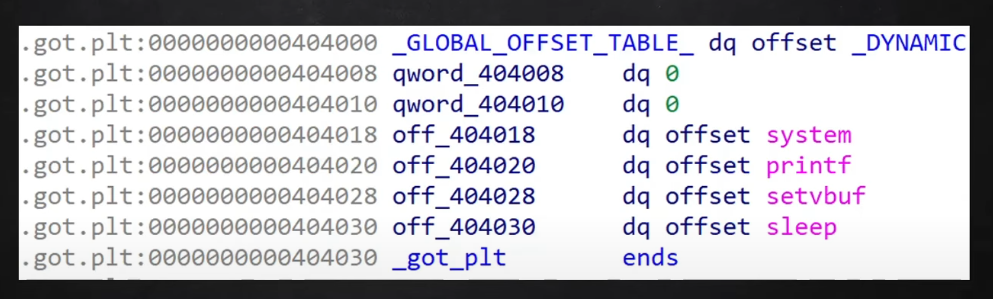 .got.plt:0000000000404000 _GLOBAL_OFFSET_TABLE_ dq offset _DYNAMIC
.got.plt:0000000000404008 qword_404008 dq 0
.got.plt:0000000000404010 qword_404010 dq 0
.got.plt:0000000000404018 off_404018 dq offset system
.got.plt:0000000000404020 off_404020 dq offset printf
.got.plt:0000000000404028 off_404028 dq offset setvbuf
.got.plt:0000000000404030 off_404030 dq offset sleep
.got.plt:0000000000404030 _got_plt ends